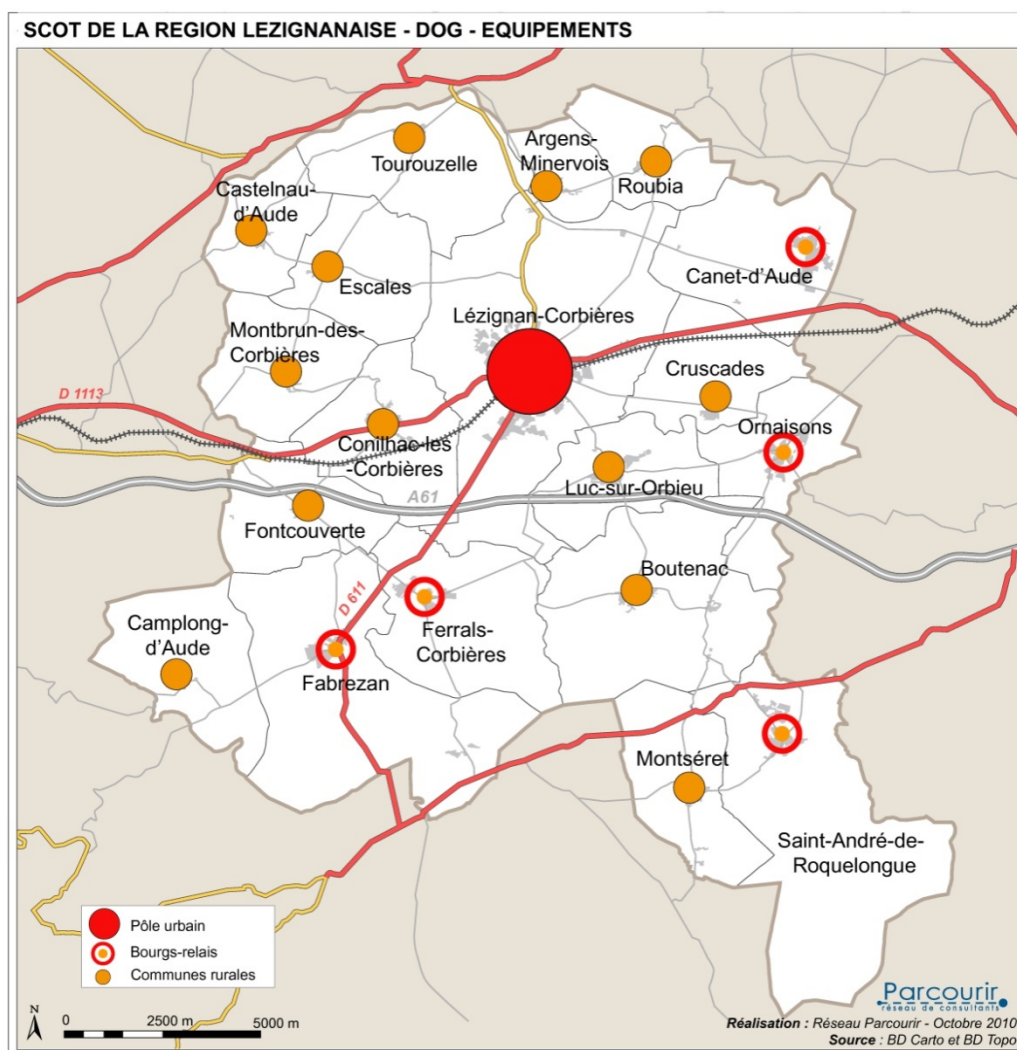 SCOT DE LA REGION LEZIGNANAISE - DOG - EQUIPEMENTS
Tourouzelle
Argens-
Minervois
Roubia
Castelnau-
d'Aude
Escales
Canet-d'Aude
Lézignan-Corbières
Montbrun-des-
Corbières
Cruscades
D 1113
Ornaisons
Conilhac-les
-Corbières
Luc-sur-Orbieu
A61
Fontcouverte
Boutenac
D 611
Camplong-
d'Aude
Ferrals-
Corbières
Fabrezan
Montséret
Saint-André-de-
Roquelongue
Pôle urbain
Bourgs-relais
Communes rurales
N
0 2500 m 5000 m
Parcourir
réseau de consultants
Réalisation : Réseau Parcourir - Octobre 2010
Source : BD Carto et BD Topo